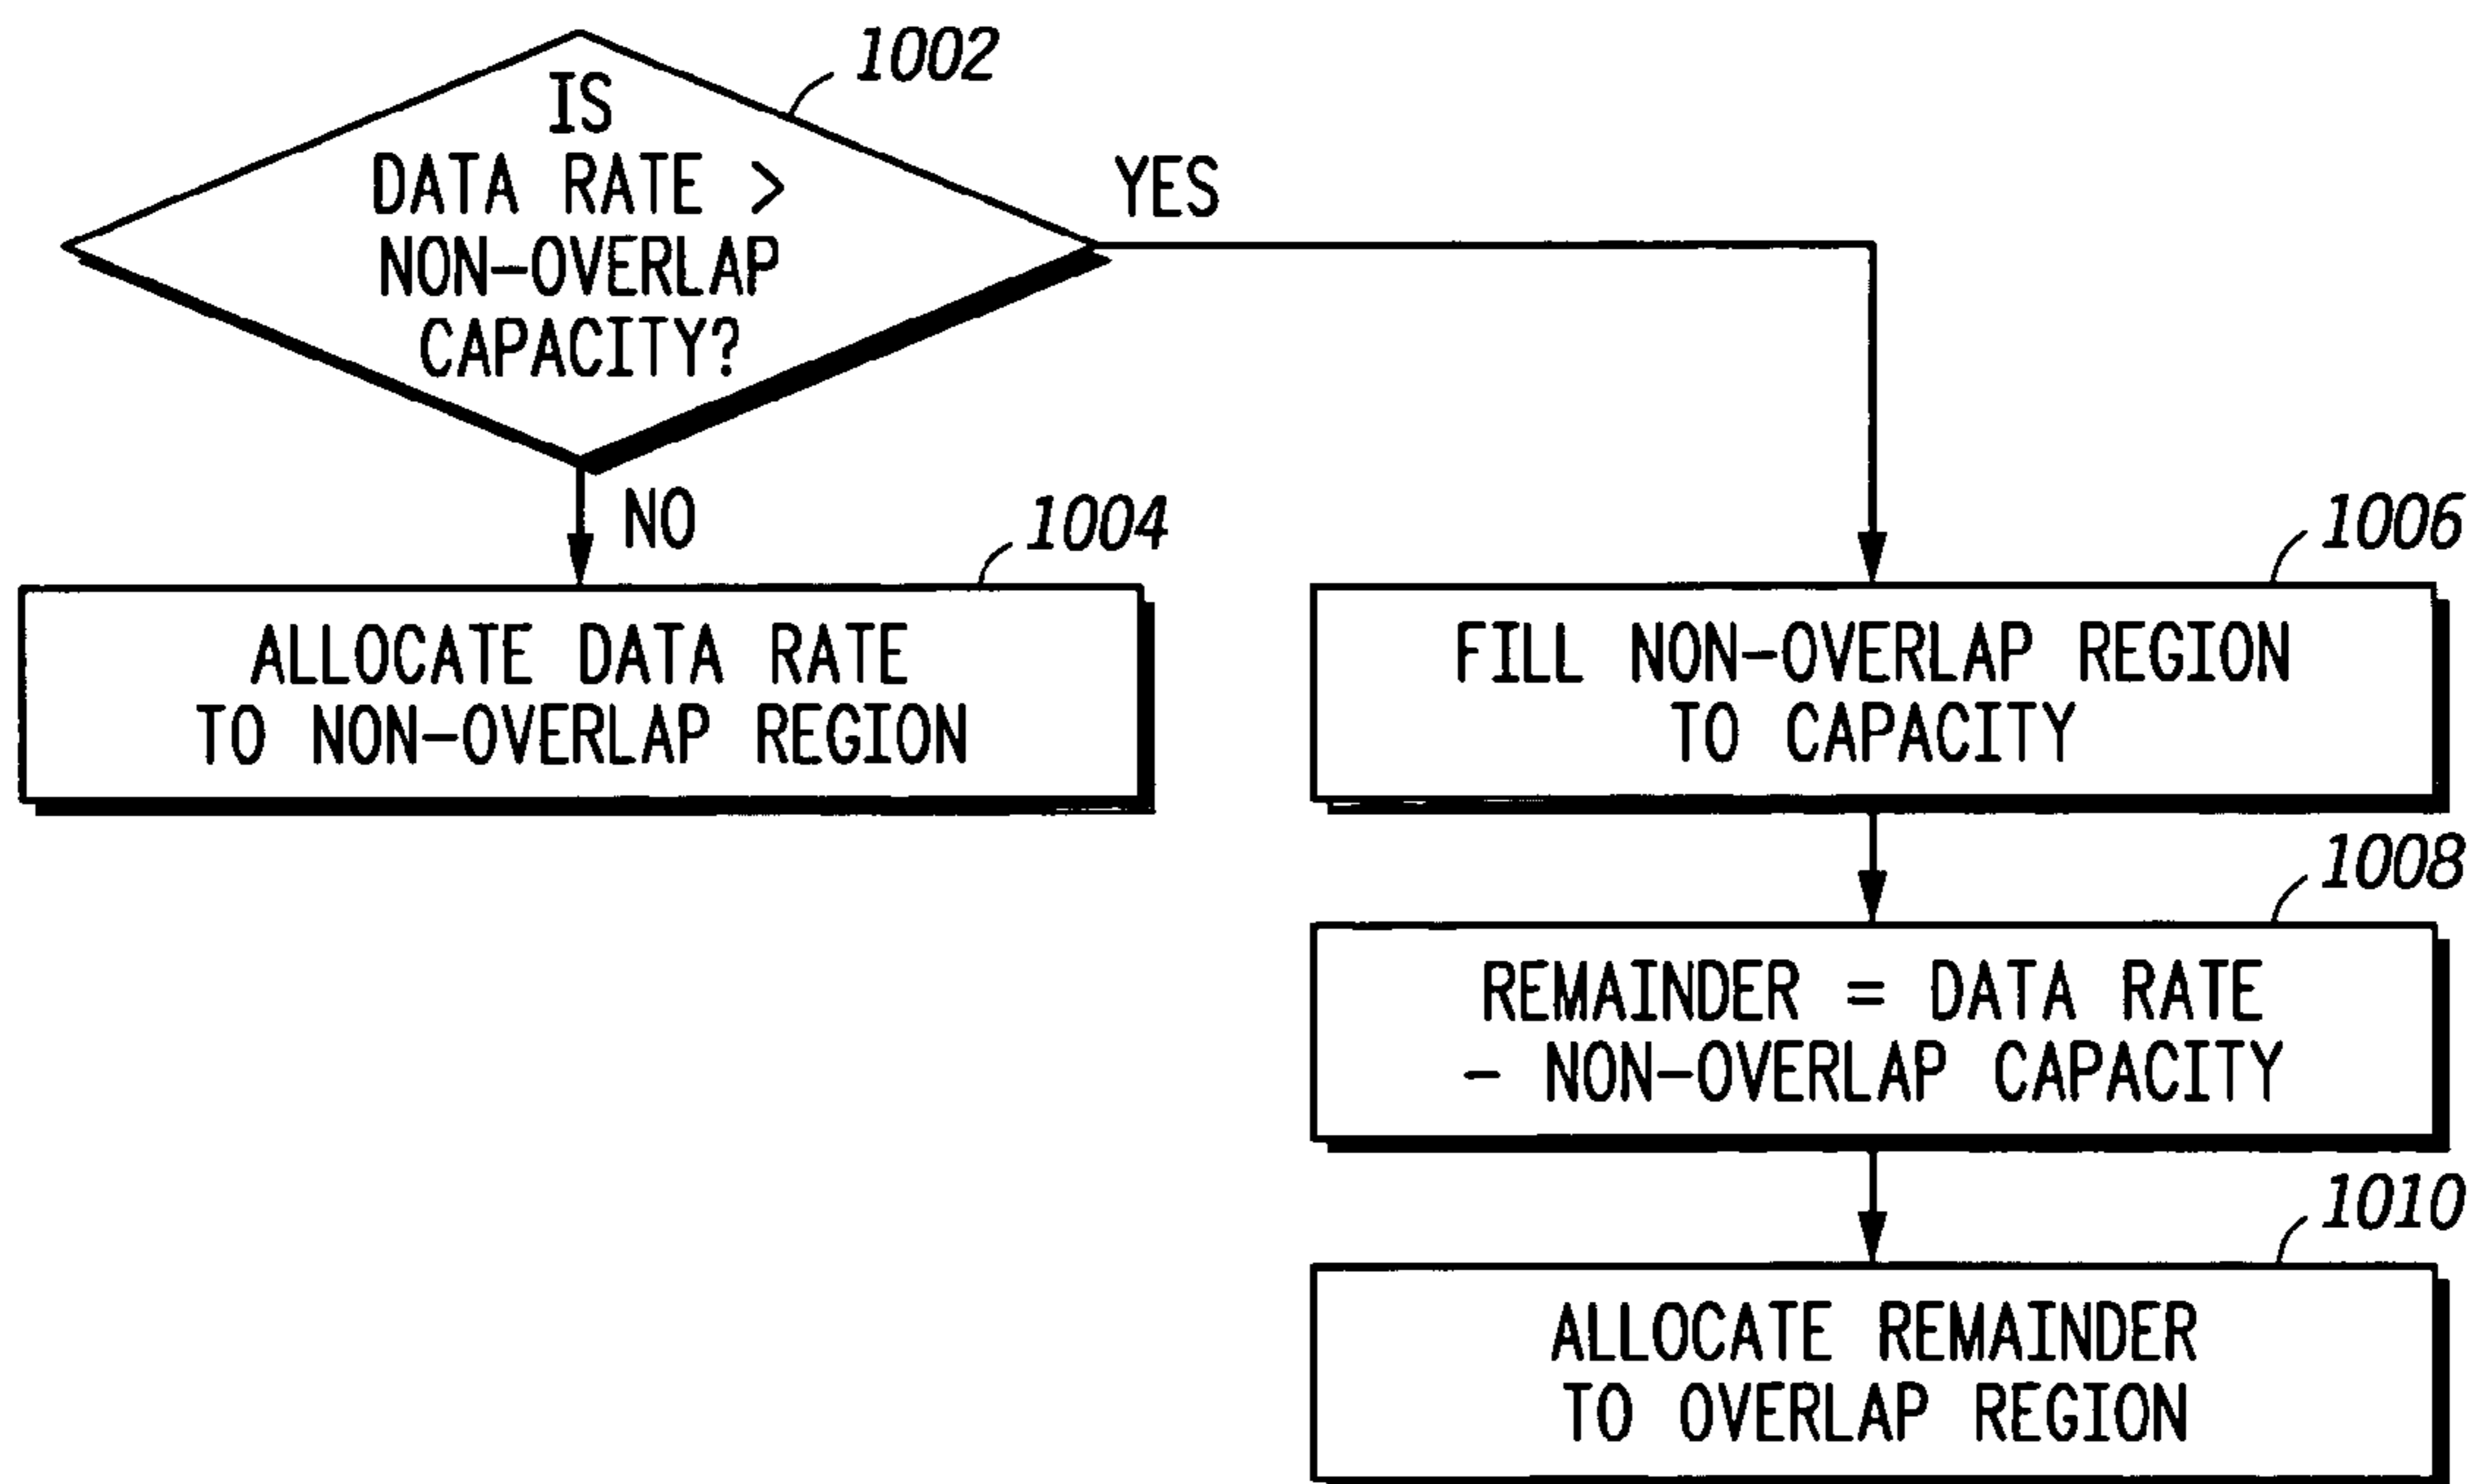 1002
IS
DATA RATE >
NON-OVERLAP
CAPACITY?
YES
NO
1004
ALLOCATE DATA RATE
TO NON-OVERLAP REGION
1006
FILL NON-OVERLAP REGION
TO CAPACITY
1008
REMAINDER = DATA RATE
- NON-OVERLAP CAPACITY
1010
ALLOCATE REMAINDER
TO OVERLAP REGION